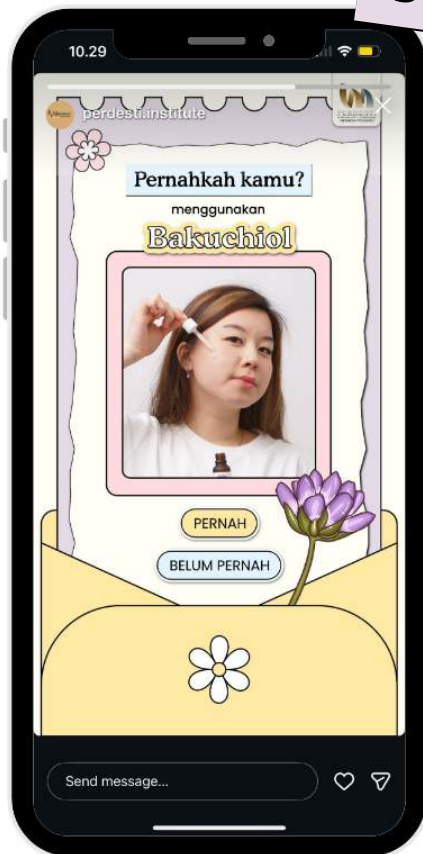 10.29
perdesti.institute
Pernahkah kamu?
menggunakan
Bakuchiol
PERNAH
BELUM PERNAH
Send message...